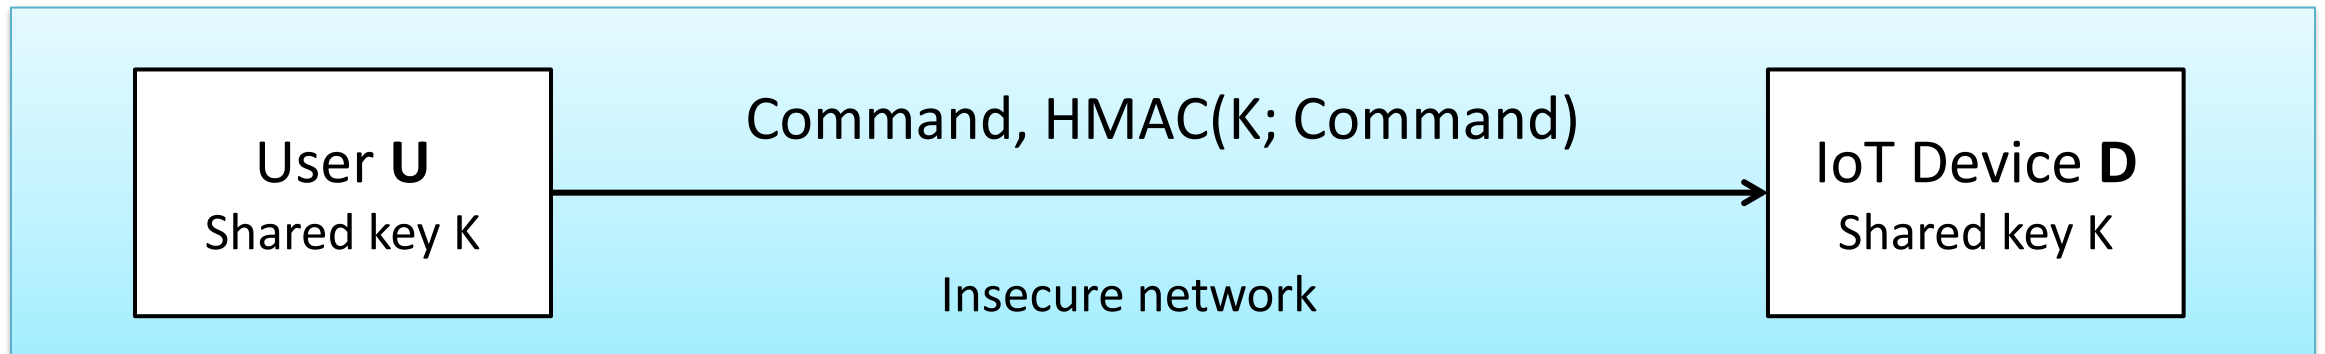 User U
Shared key K
Command, HMAC(K; Command)
Insecure network
IoT Device D
Shared key K